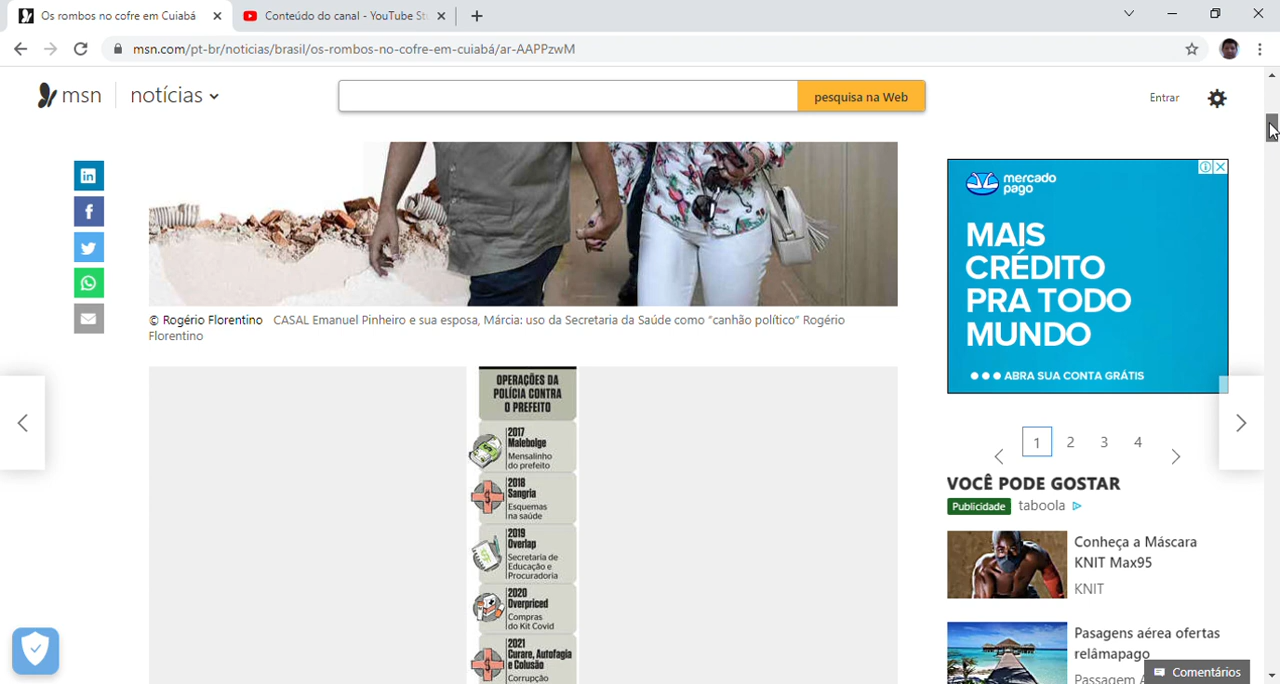 Os rombos no cofre em Cuiabá
Conteúdo do canal - YouTube St
msn.com/pt-br/noticias/brasil/os-rombos-no-cofre-em-cuiabá/ar-AAPPzwM
msn
notícias
pesquisa na Web
Entrar
© Rogério Florentino CASAL Emanuel Pinheiro e sua esposa, Márcia: uso da Secretaria da Saúde como “canhão político” Rogério
Florentino
OPERAÇÕES DA
POLÍCIA CONTRA
O PREFEITO
2017
Malebolge
Mensalinho
do prefeito
2018
Sangria
Esquemas
na saúde
2019
Overlap
Secretaria de
Educação e
Procuradoria
2020
Overpriced
Compras
do Kit Covid
2021
Curare, Autofagia
e Colusão
Corrupção
mercado
pago
MAIS
CRÉDITO
PRA TODO
MUNDO
ABRA SUA CONTA GRÁTIS
1 2 3 4
VOCÊ PODE GOSTAR
Publicidade taboola
Conheça a Máscara
KNIT Max95
KNIT
Pasagens aérea ofertas
relâmapago
Passagem A
Comentários